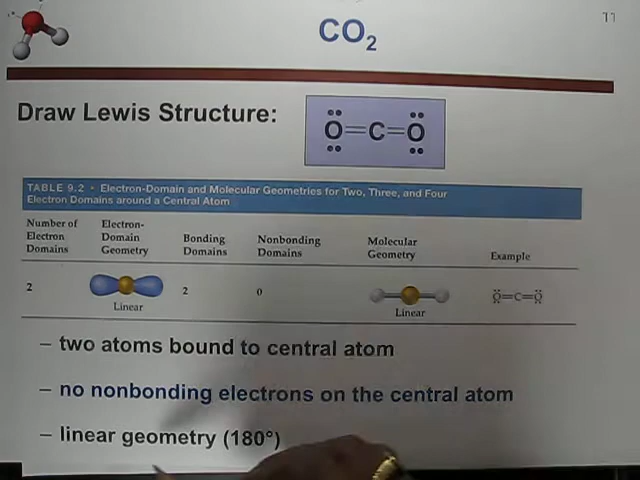 11
CO₂
Draw Lewis Structure:
O=C=O
TABLE 9.2 • Electron-Domain and Molecular Geometries for Two, Three, and Four
Electron Domains around a Central Atom
Number of
Electron
Domains
Electron-
Domain
Geometry
Bonding
Domains
Nonbonding
Domains
Molecular
Geometry
Example
2
Linear
2
0
Linear
O=C=O
– two atoms bound to central atom
– no nonbonding electrons on the central atom
– linear geometry (180°)